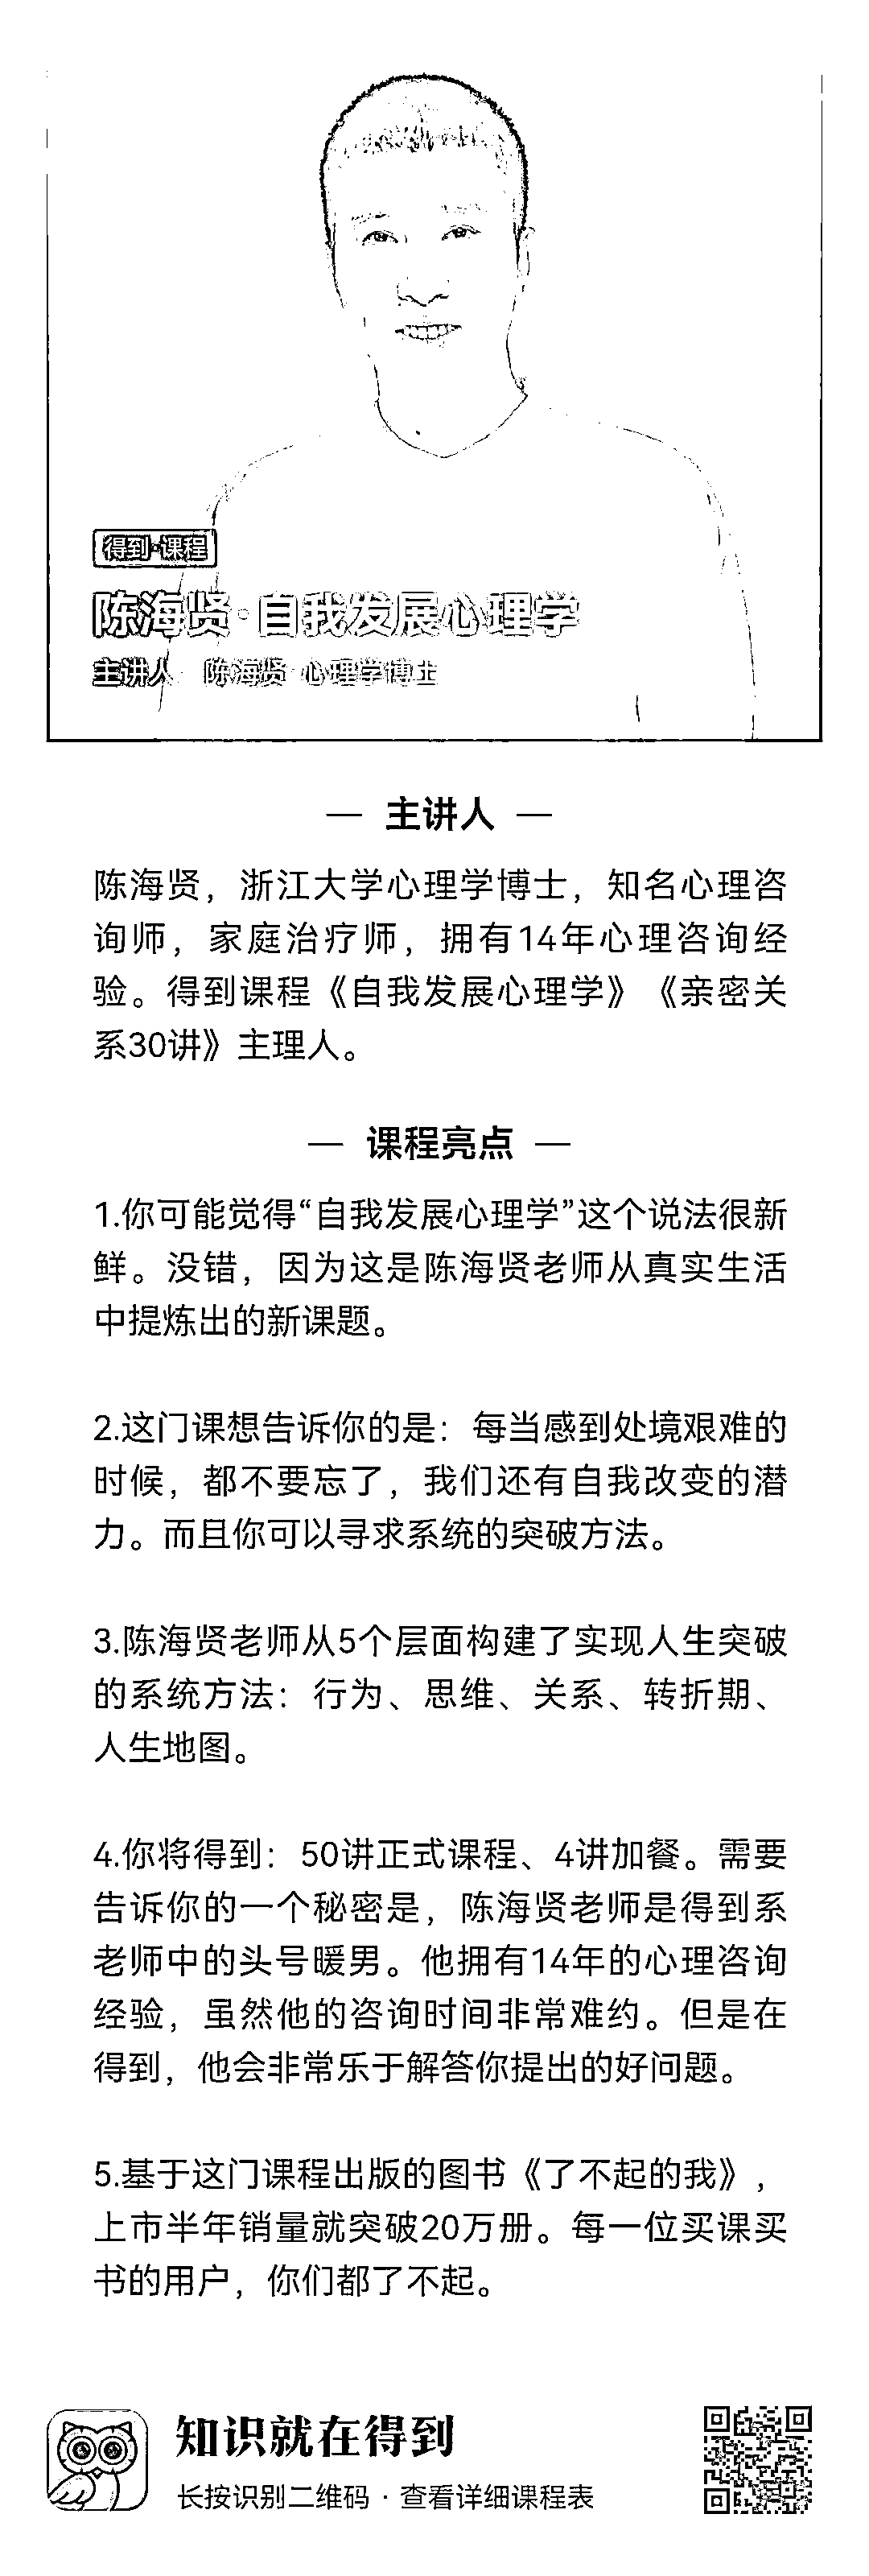 得到·课程
陈海贤·自我发展心理学
主讲人 陈海贤·心理学博士
— 主讲人 —
陈海贤，浙江大学心理学博士，知名心理咨
询师，家庭治疗师，拥有14年心理咨询经
验。得到课程《自我发展心理学》《亲密关
系30讲》主理人。
— 课程亮点 —
1.你可能觉得“自我发展心理学”这个说法很新
鲜。没错，因为这是陈海贤老师从真实生活
中提炼出的新课题。
2.这门课想告诉你的是：每当感到处境艰难的
时候，都不要忘了，我们还有自我改变的潜
力。而且你可以寻求系统的突破方法。
3.陈海贤老师从5个层面构建了实现人生突破
的系统方法：行为、思维、关系、转折期、
人生地图。
4.你将得到：50讲正式课程、4讲加餐。需要
告诉你的一个秘密是，陈海贤老师是得到系
老师中的头号暖男。他拥有14年的心理咨询
经验，虽然他的咨询时间非常难约。但是在
得到，他会非常乐于解答你提出的好问题。
5.基于这门课程出版的图书《了不起的我》，
上市半年销量就突破20万册。每一位买课买
书的用户，你们都了不起。
知识就在得到
长按识别二维码 · 查看详细课程表